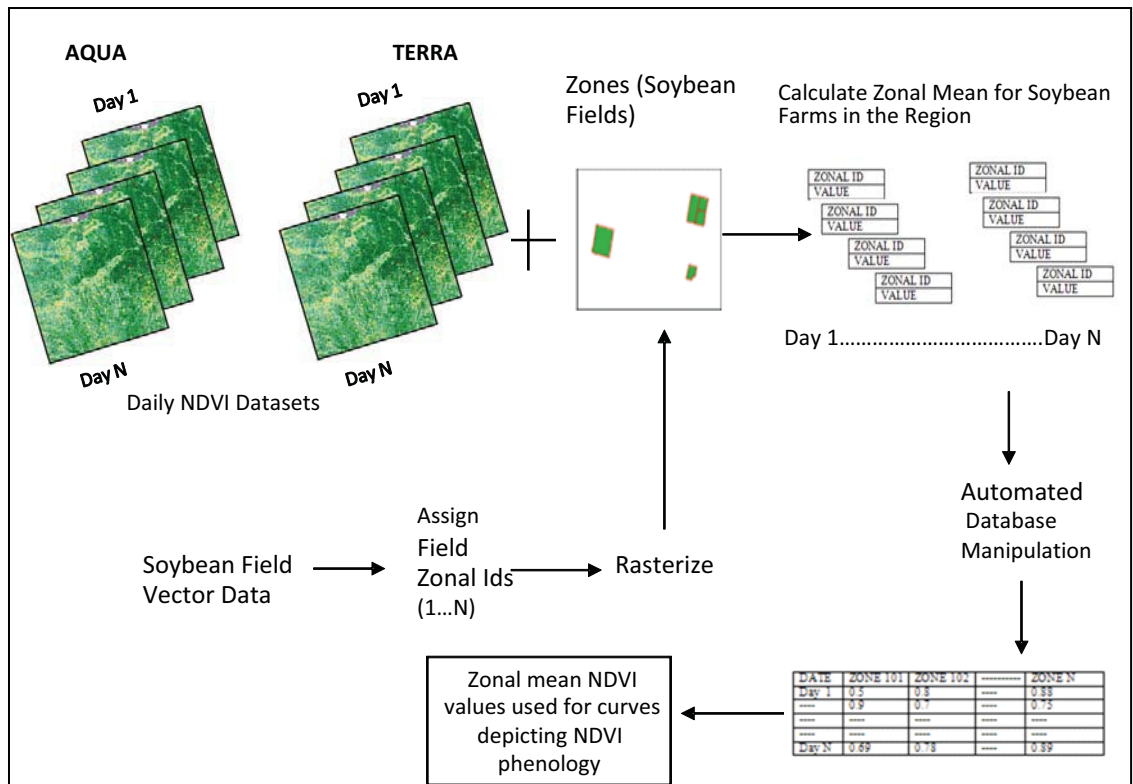 AQUA
TERRA
Day 1
Day N
Day 1
Day N
Daily NDVI Datasets
Zones (Soybean
Fields)
Calculate Zonal Mean for Soybean
Farms in the Region
ZONAL ID
VALUE
ZONAL ID
VALUE
ZONAL ID
VALUE
ZONAL ID
VALUE
ZONAL ID
VALUE
ZONAL ID
VALUE
ZONAL ID
VALUE
ZONAL ID
VALUE
Day 1………………………………Day N
Soybean Field
Vector Data
Assign
Field
Zonal Ids
(1…N)
Rasterize
Automated
Database
Manipulation
DATE ZONE 101 ZONE 102 ---------- ZONE N
Day 1 0.5 0.8 ---- 0.88
---- 0.9 0.7 ---- 0.75
---- ---- ---- ---- ----
---- ---- ---- ---- ----
Day N 0.69 0.78 ---- 0.89
Zonal mean NDVI
values used for curves
depicting NDVI
phenology